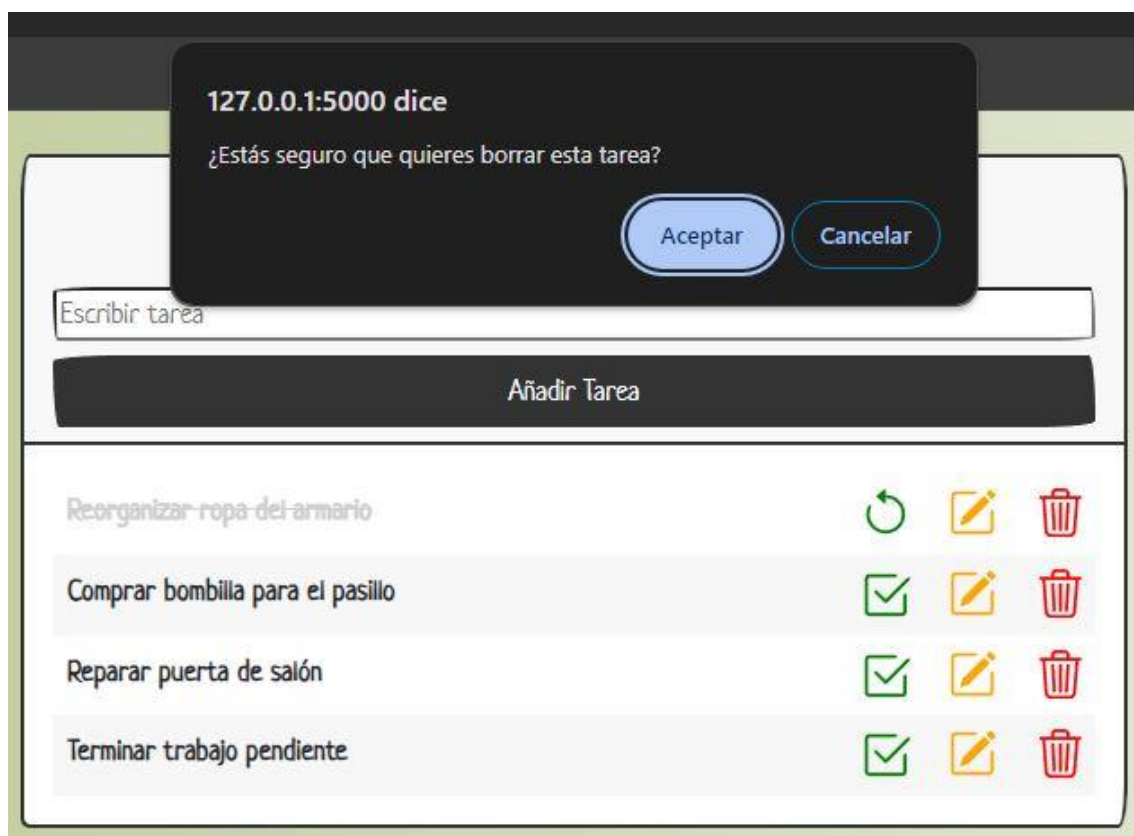 127.0.0.1:5000 dice
¿Estás seguro que quieres borrar esta tarea?
Aceptar
Cancelar
Escribir tarea
Añadir Tarea
Reorganizar ropa del armario
Comprar bombilla para el pasillo
Reparar puerta de salón
Terminar trabajo pendiente